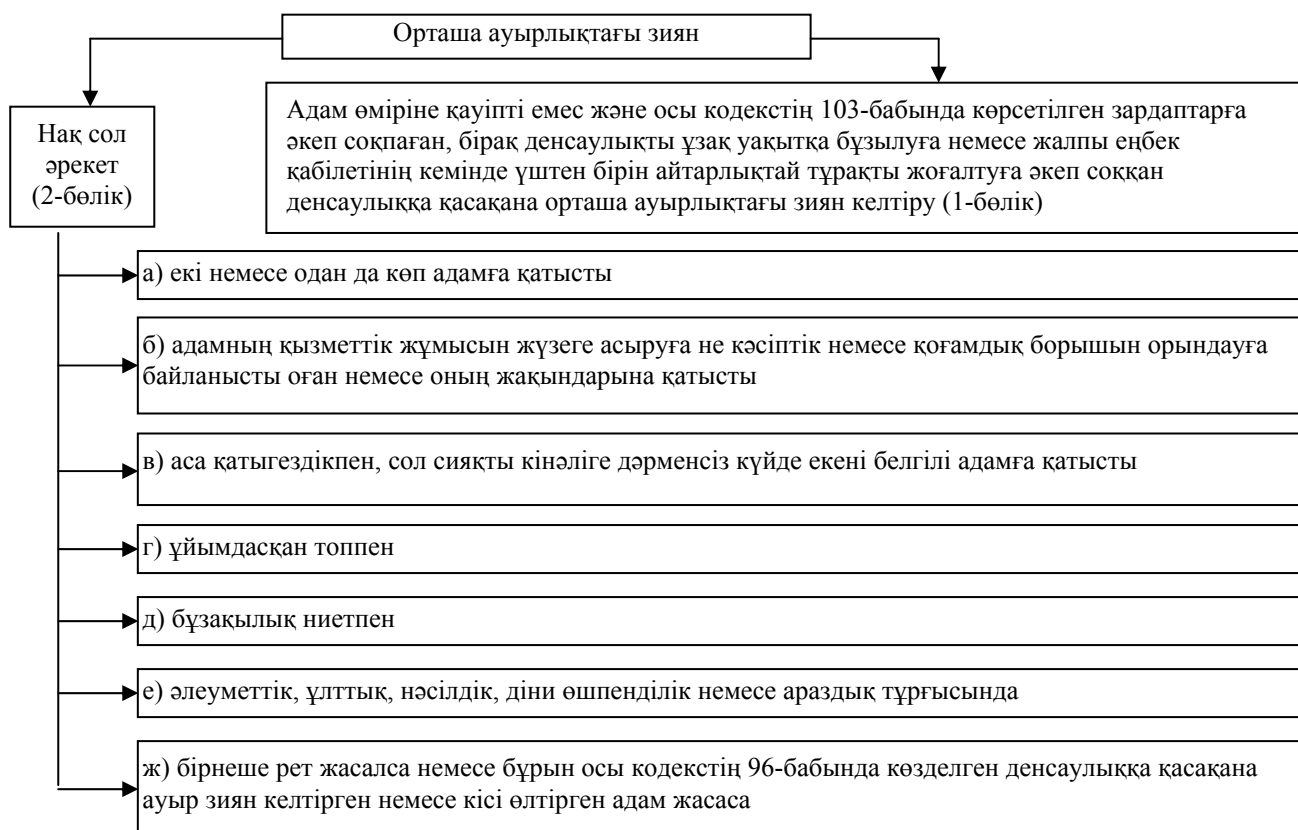 Орташа ауырлықтағы зиян
Нақ сол
әрекет
(2-бөлік)
Адам өміріне қауіпті емес және осы кодекстің 103-бабында көрсетілген зардаптарға
әкеп соқпаған, бірақ денсаулықты ұзақ уақытқа бұзылуға немесе жалпы еңбек
қабілетінің кемінде үштен бірін айтарлықтай тұрақты жоғалтуға әкеп соққан
денсаулыққа қасақана орташа ауырлықтағы зиян келтіру (1-бөлік)
а) екі немесе одан да көп адамға қатысты
б) адамның қызметтік жұмысын жүзеге асыруға не кәсіптік немесе қоғамдық борышын орындауға
байланысты оған немесе оның жақындарына қатысты
в) аса қатыгездікпен, сол сияқты кінәліге дәрменсіз күйде екені белгілі адамға қатысты
г) ұйымдасқан топпен
д) бұзақылық ниетпен
е) әлеуметтік, ұлттық, нәсілдік, діни өшпенділік немесе араздық тұрғысында
ж) бірнеше рет жасалса немесе бұрын осы кодекстің 96-бабында көзделген денсаулыққа қасақана
ауыр зиян келтірген немесе кісі өлтірген адам жасаса